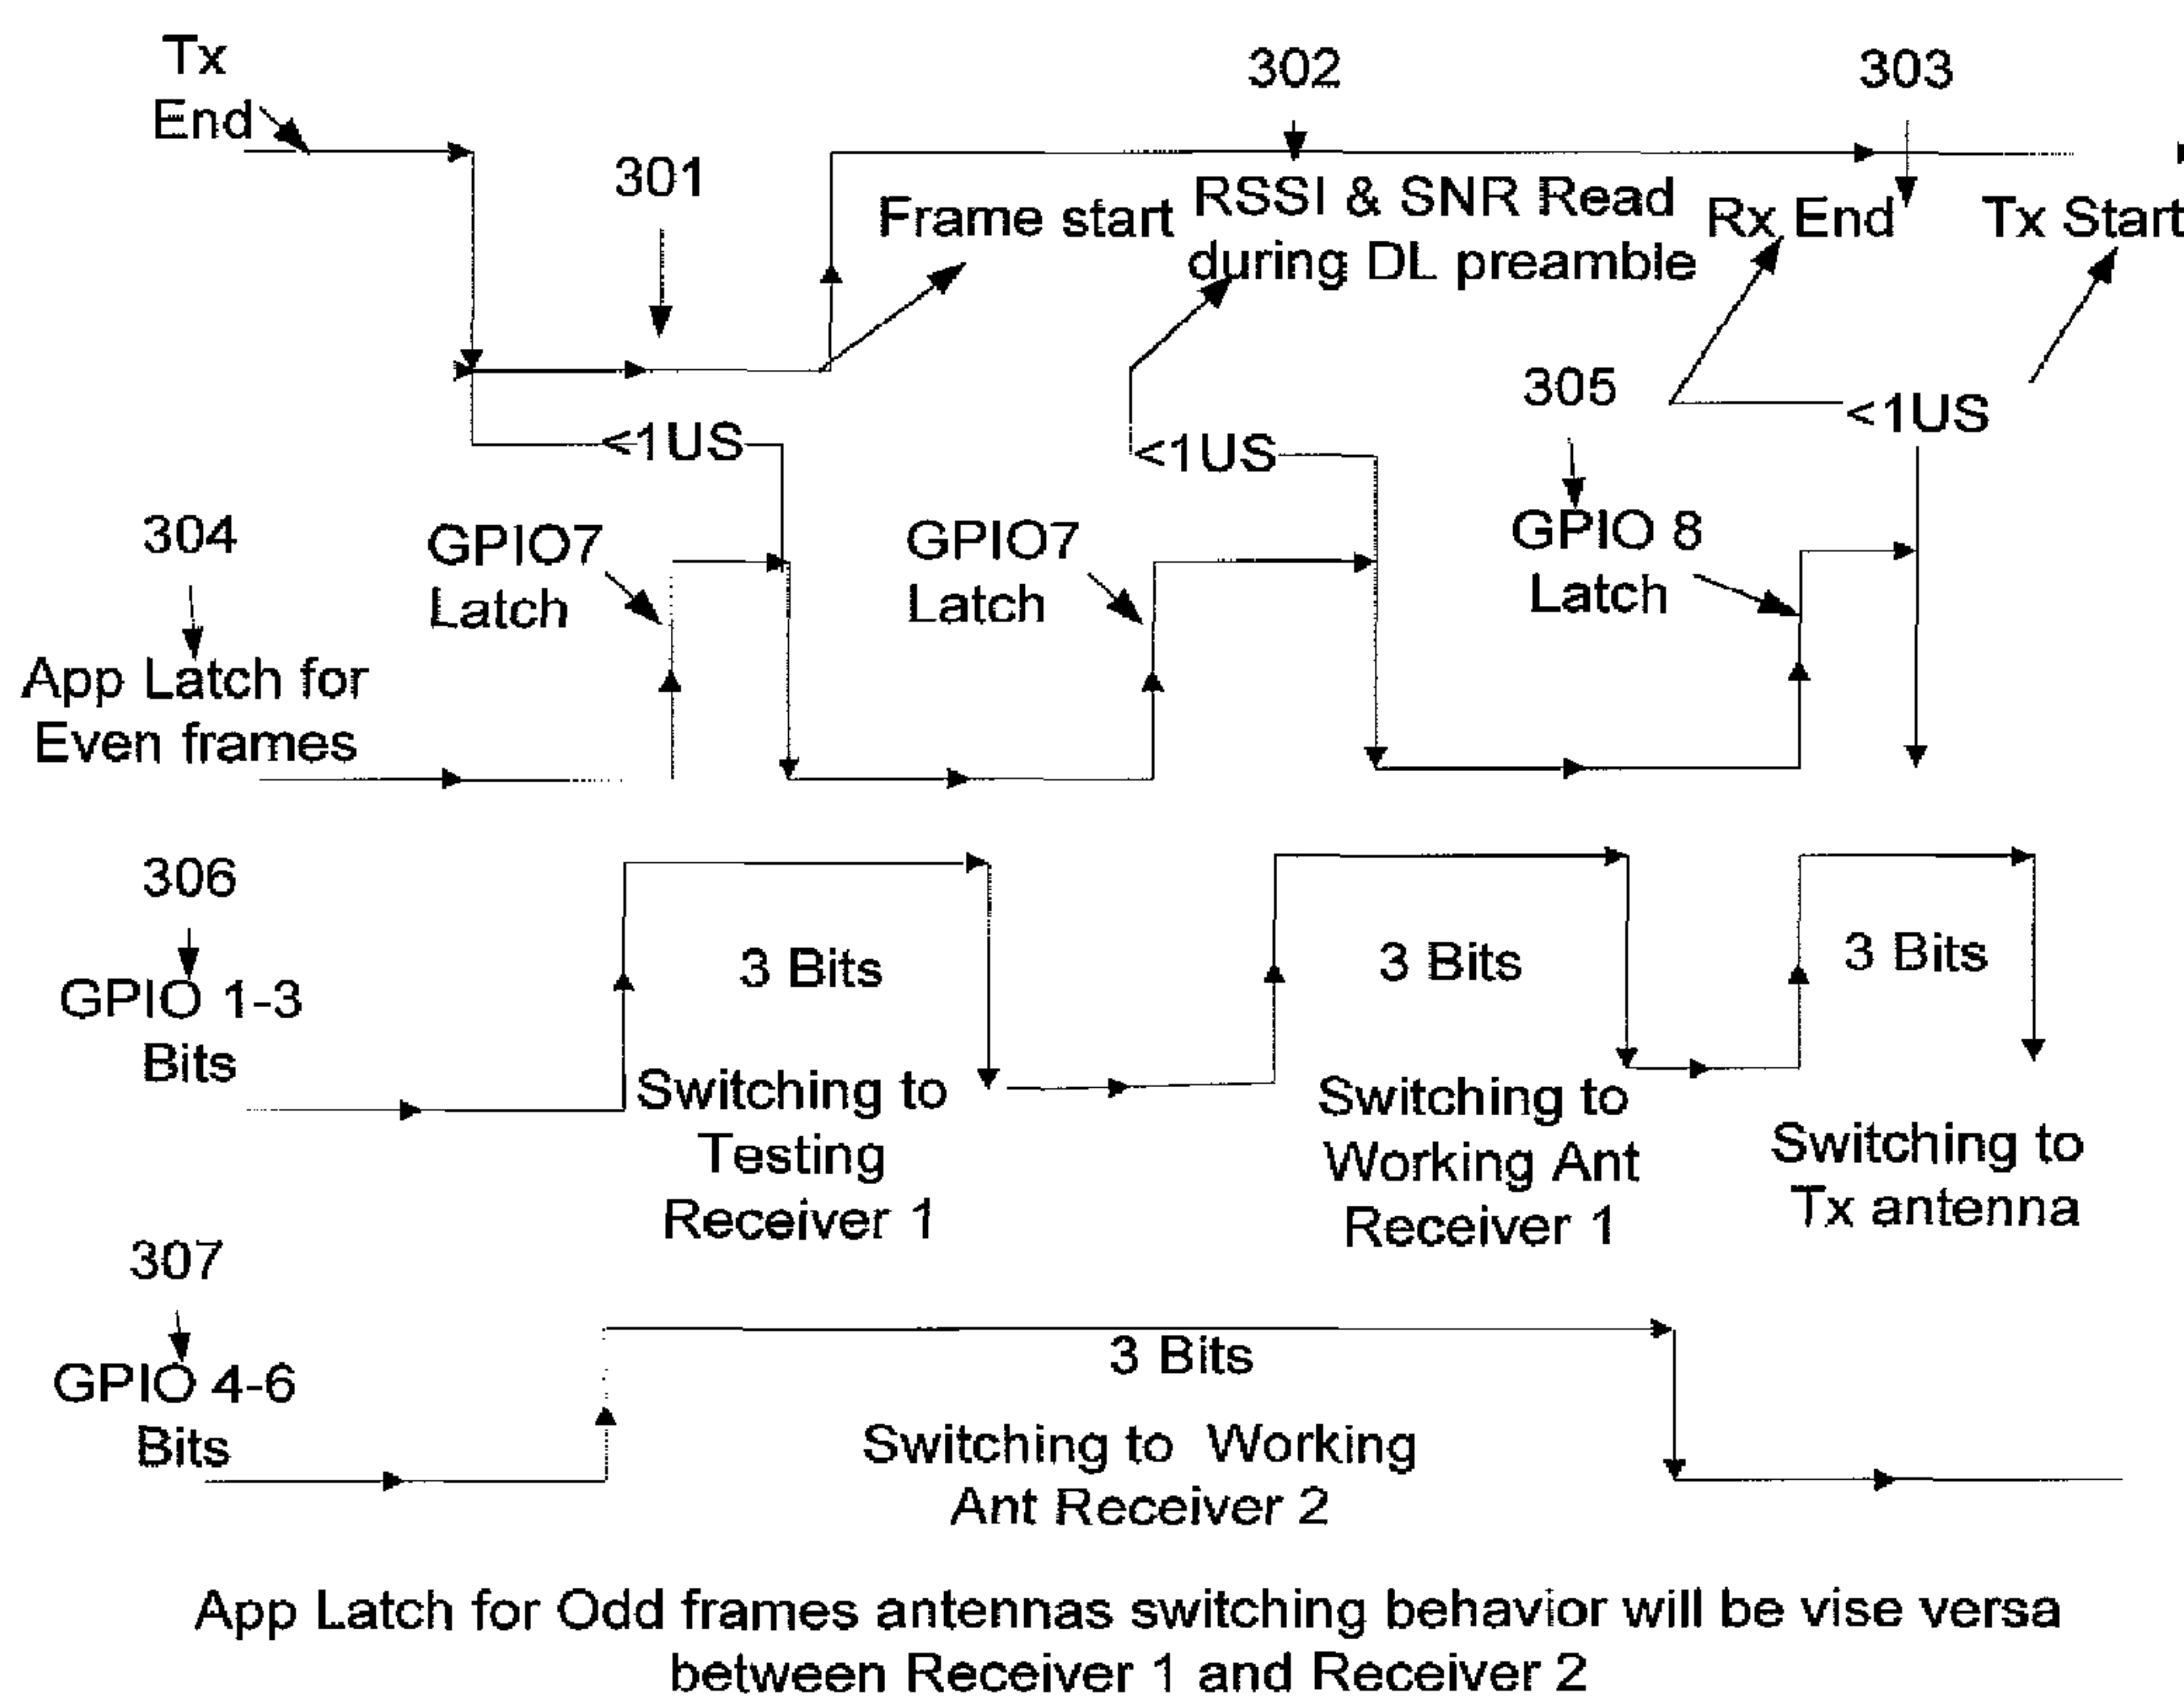 Tx
End
302
303
301
Frame start
RSSI & SNR Read
during DL preamble
Rx End
Tx Start
<1US
<1US
<1US
305
304
GPIO7
Latch
GPIO7
Latch
GPIO 8
Latch
App Latch for
Even frames
306
GPIO 1-3
Bits
3 Bits
3 Bits
3 Bits
Switching to
Testing
Receiver 1
Switching to
Working Ant
Receiver 1
Switching to
Tx antenna
307
GPIO 4-6
Bits
3 Bits
Switching to Working
Ant Receiver 2
App Latch for Odd frames antennas switching behavior will be vise versa
between Receiver 1 and Receiver 2